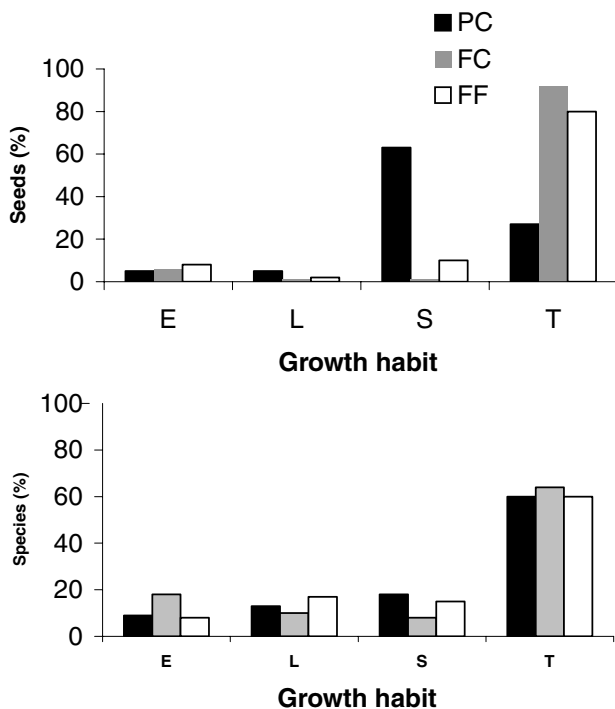 PC
FC
FF
100
80
60
40
20
0
Seeds (%)
E L S T
Growth habit
100
80
60
40
20
0
Species (%)
E L S T
Growth habit